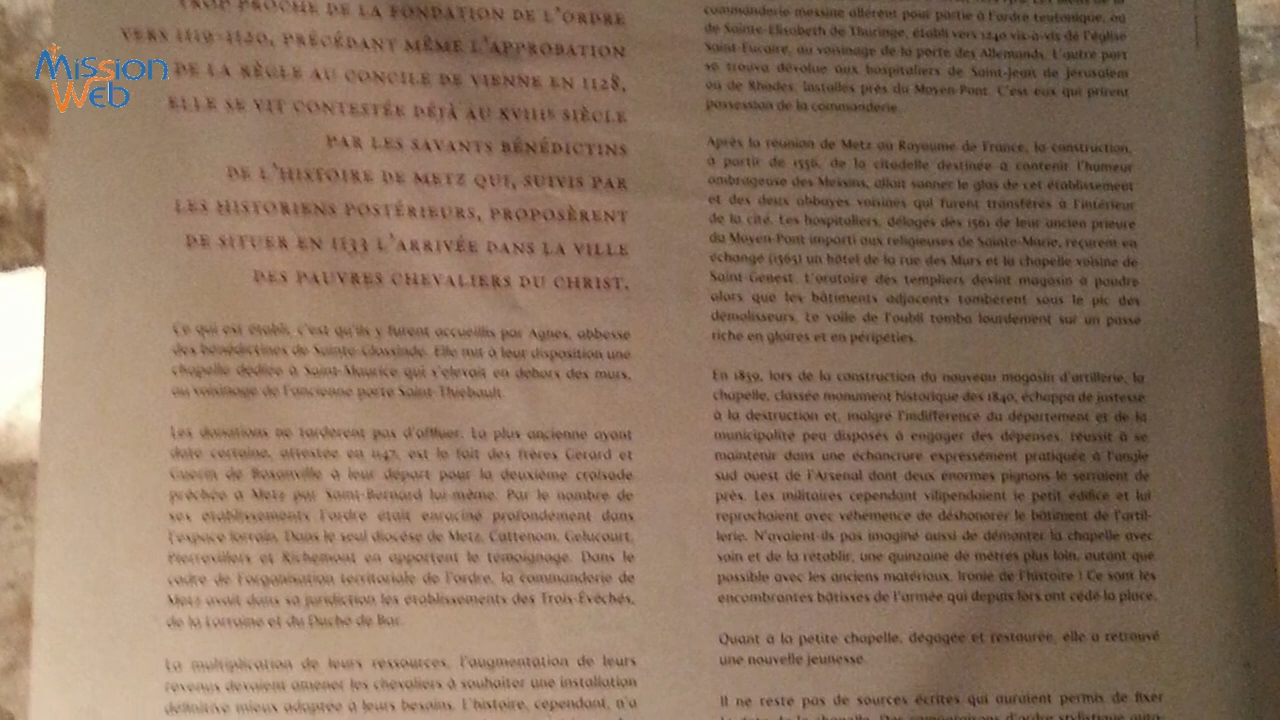 Mission
Web
TROP PROCHE DE LA FONDATION DE L'ORDRE
VERS 1119-1120, PRÉCÉDANT MÊME L'APPROBATION
DE LA RÈGLE AU CONCILE DE VIENNE EN 1128,
ELLE SE VIT CONTESTÉE DÉJÀ AU XVIIIe SIÈCLE
PAR LES SAVANTS BÉNÉDICTINS
DE L'HISTOIRE DE METZ QUI, SUIVIS PAR
LES HISTORIENS POSTÉRIEURS, PROPOSÈRENT
DE SITUER EN 1133 L'ARRIVÉE DANS LA VILLE
DES PAUVRES CHEVALIERS DU CHRIST.
Ce qui est établi, c'est qu'ils y furent accueillis par Agnès, abbesse
des bénédictines de Sainte-Glossinde. Elle mit à leur disposition une
chapelle dédiée à Saint-Maurice qui s'élevait en dehors des murs,
au voisinage de l'ancienne porte Saint-Thiébault.
Les donations ne tardèrent pas d'affluer. La plus ancienne ayant
date certaine, attestée en 1147, est le fait des frères Gérard et
Guerin de Boxanville à leur départ pour la deuxième croisade
prêchée à Metz par Saint-Bernard lui-même. Par le nombre de
ses établissements l'ordre était enraciné profondément dans
l'espace lorrain. Dans le seul diocèse de Metz, Cattenom, Gelucourt,
Pierrevillers et Richemont en apportent le témoignage. Dans le
cadre de l'organisation territoriale de l'ordre, la commanderie de
Metz avait dans sa juridiction les établissements des Trois-Évêchés,
de la Lorraine et du Duché de Bar.
La multiplication de leurs ressources, l'augmentation de leurs
revenus devaient amener les chevaliers à souhaiter une installation
définitive mieux adaptée à leurs besoins. L'histoire, cependant, n'a
commanderie messine allèrent pour partie à l'ordre teutonique, ou
de Sainte-Elisabeth de Thuringe, établi vers 1240 vis-à-vis de l'église
Saint-Eucaire, au voisinage de la porte des Allemands. L'autre part
se trouva dévolue aux hospitaliers de Saint-Jean de Jérusalem
ou de Rhodes, installés près du Moyen-Pont. C'est eux qui prirent
possession de la commanderie.
Après la réunion de Metz au Royaume de France, la construction,
à partir de 1556, de la citadelle destinée à contenir l'humeur
ombrageuse des Messins, allait sonner le glas de cet établissement
et des deux abbayes voisines qui furent transférés à l'intérieur
de la cité. Les hospitaliers, délogés dès 1561 de leur ancien prieuré
du Moyen-Pont imparti aux religieuses de Sainte-Marie, reçurent en
échange (1565) un hôtel de la rue des Murs et la chapelle voisine de
Saint-Genest. L'oratoire des templiers devint magasin à poudre
alors que les bâtiments adjacents tombèrent sous le pic des
démolisseurs. Le voile de l'oubli tomba lourdement sur un passé
riche en gloires et en péripéties.
En 1859, lors de la construction du nouveau magasin d'artillerie, la
chapelle, classée monument historique dès 1840, échappa de justesse
à la destruction et, malgré l'indifférence du département et de la
municipalité peu disposés à engager des dépenses, réussit à se
maintenir dans une échancrure expressément pratiquée à l'angle
sud ouest de l'Arsenal dont deux énormes pignons le serraient de
près. Les militaires cependant vilipendaient le petit édifice et lui
reprochaient avec véhémence de déshonorer le bâtiment de l'artil-
lerie. N'avaient-ils pas imaginé aussi de démonter la chapelle avec
soin et de la rétablir, une quinzaine de mètres plus loin, autant que
possible avec les anciens matériaux. Ironie de l'histoire ! Ce sont les
encombrantes bâtisses de l'armée qui depuis lors ont cédé la place.
Quant à la petite chapelle, dégagée et restaurée, elle a retrouvé
une nouvelle jeunesse.
Il ne reste pas de sources écrites qui auraient permis de fixer